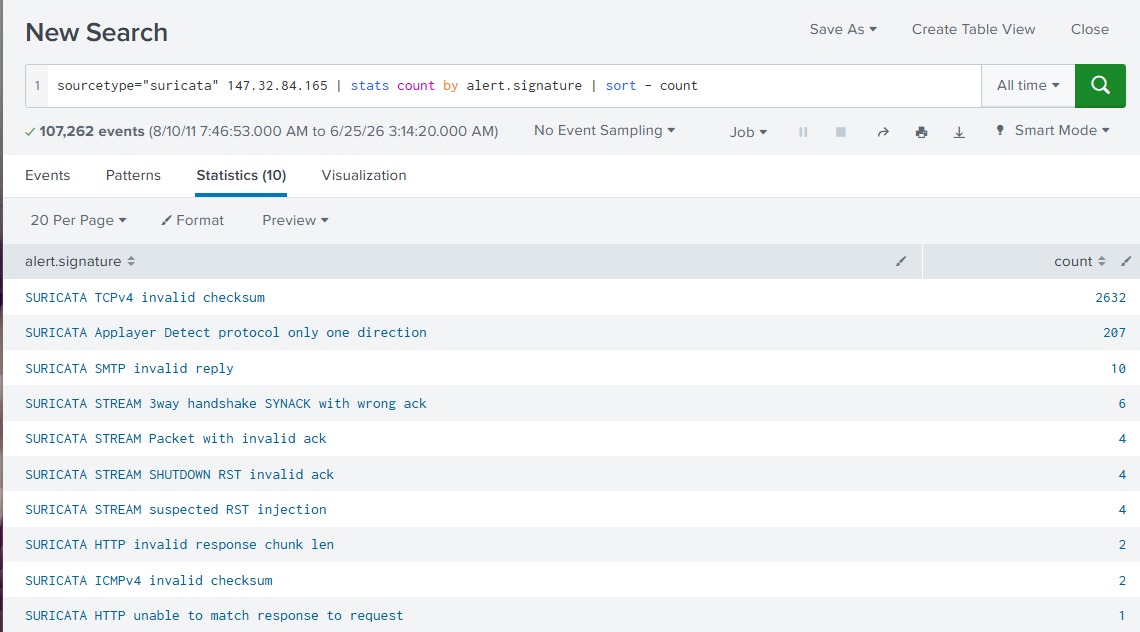 New Search
Save As Create Table View Close
1 sourcetype="suricata" 147.32.84.165 | stats count by alert.signature | sort - count All time
107,262 events (8/10/11 7:46:53.000 AM to 6/25/26 3:14:20.000 AM) No Event Sampling Job Smart Mode
Events Patterns Statistics (10) Visualization
20 Per Page Format Preview
alert.signature count
SURICATA TCPv4 invalid checksum 2632
SURICATA Applayer Detect protocol only one direction 207
SURICATA SMTP invalid reply 10
SURICATA STREAM 3way handshake SYNACK with wrong ack 6
SURICATA STREAM Packet with invalid ack 4
SURICATA STREAM SHUTDOWN RST invalid ack 4
SURICATA STREAM suspected RST injection 4
SURICATA HTTP invalid response chunk len 2
SURICATA ICMPv4 invalid checksum 2
SURICATA HTTP unable to match response to request 1